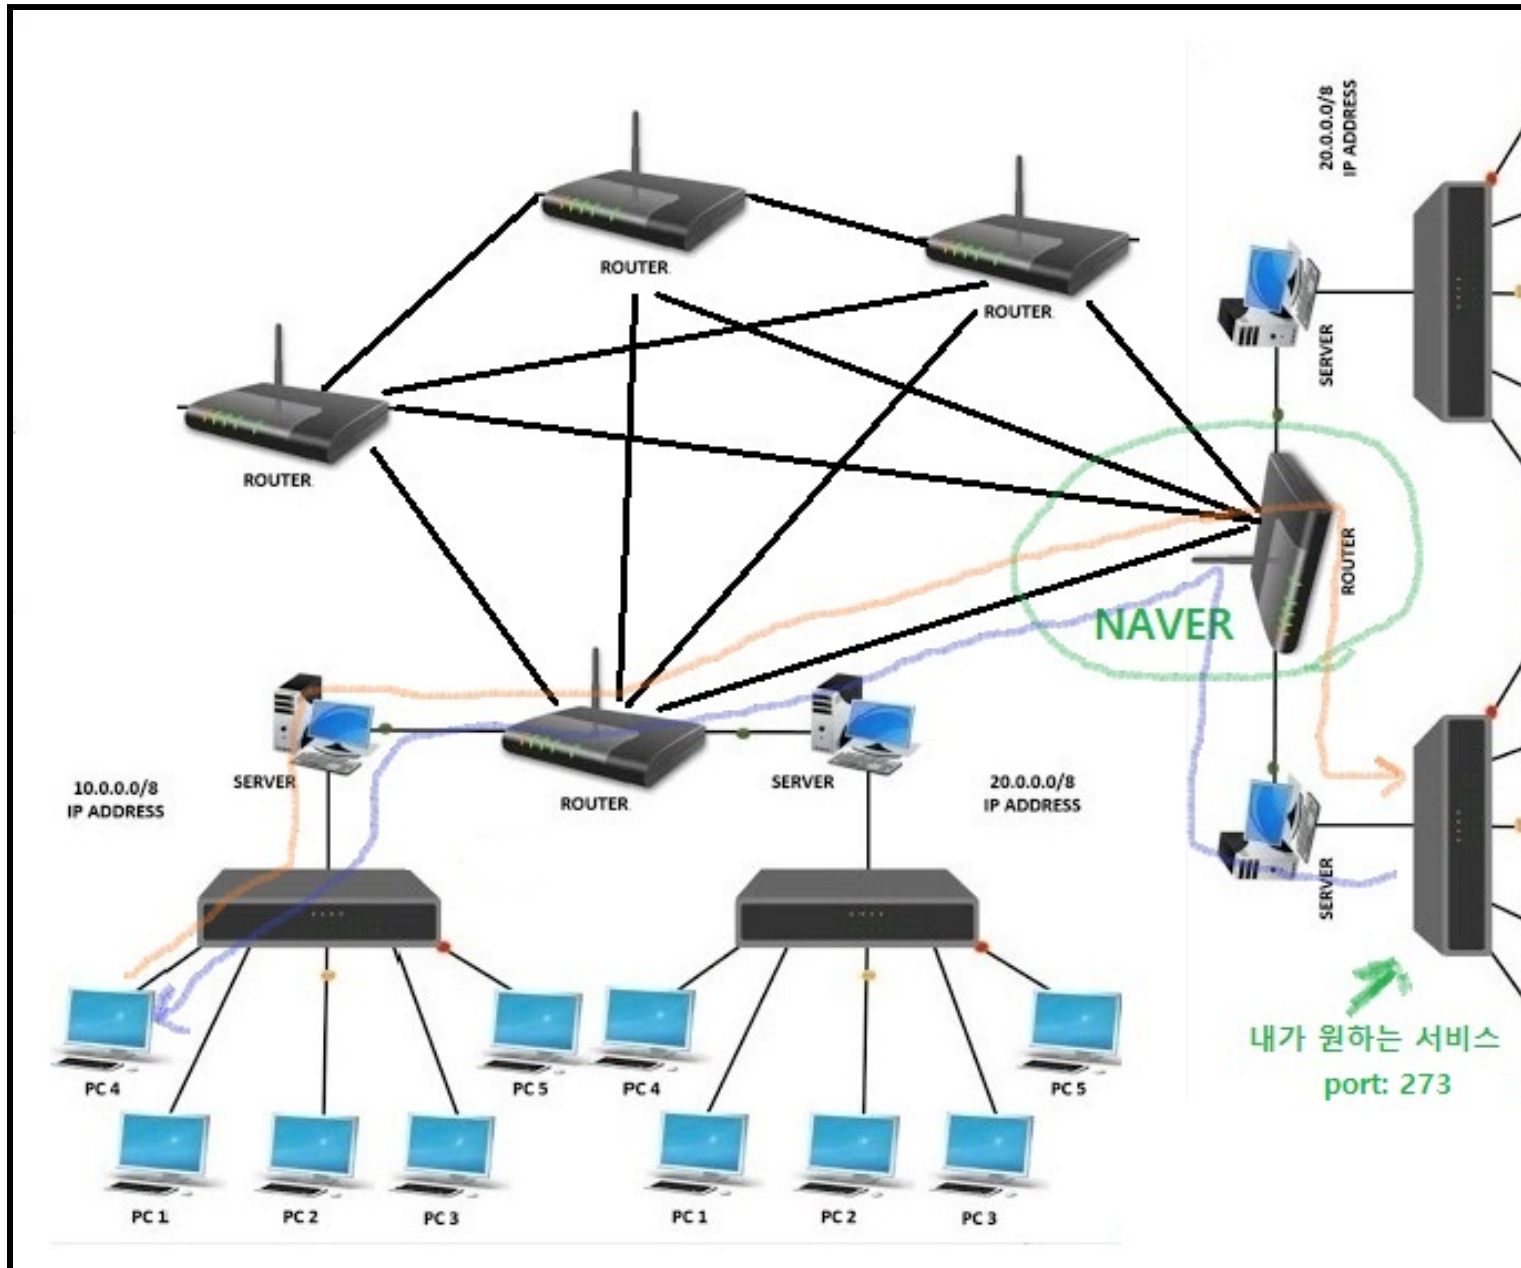 20.0.0.0/8
IP ADDRESS
ROUTER
ROUTER
SERVER
ROUTER
ROUTER
NAVER
10.0.0.0/8
IP ADDRESS
SERVER
ROUTER
SERVER
20.0.0.0/8
IP ADDRESS
SERVER
내가 원하는 서비스
port: 273
PC 4
PC 5
PC 4
PC 5
PC 1
PC 2
PC 3
PC 1
PC 2
PC 3